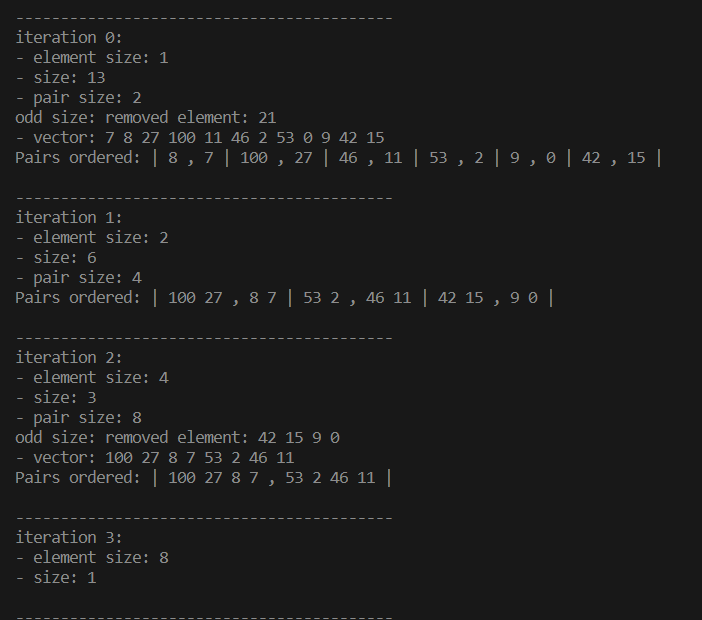 ------------------------------------------
iteration 0:
- element size: 1
- size: 13
- pair size: 2
odd size: removed element: 21
- vector: 7 8 27 100 11 46 2 53 0 9 42 15
Pairs ordered: | 8 , 7 | 100 , 27 | 46 , 11 | 53 , 2 | 9 , 0 | 42 , 15 |
------------------------------------------
iteration 1:
- element size: 2
- size: 6
- pair size: 4
Pairs ordered: | 100 27 , 8 7 | 53 2 , 46 11 | 42 15 , 9 0 |
------------------------------------------
iteration 2:
- element size: 4
- size: 3
- pair size: 8
odd size: removed element: 42 15 9 0
- vector: 100 27 8 7 53 2 46 11
Pairs ordered: | 100 27 8 7 , 53 2 46 11 |
------------------------------------------
iteration 3:
- element size: 8
- size: 1
------------------------------------------